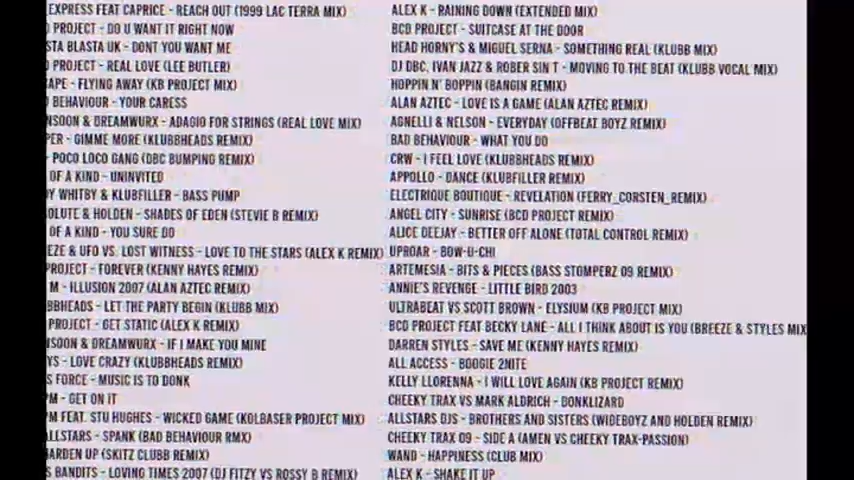 EXPRESS FEAT CAPRICE - REACH OUT (1999 LAC TERRA MIX)
PROJECT - DO U WANT IT RIGHT NOW
STA BLASTA UK - DONT YOU WANT ME
PROJECT - REAL LOVE (LEE BUTLER)
APE - FLYING AWAY (KB PROJECT MIX)
BEHAVIOUR - YOUR CARESS
NSOON & DREAMWURX - ADAGIO FOR STRINGS (REAL LOVE MIX)
PER - GIMME MORE (KLUBBHEADS REMIX)
- POCO LOCO GANG (DBC BUMPING REMIX)
OF A KIND - UNINVITED
Y WHITBY & KLUBFILLER - BASS PUMP
OLUTE & HOLDEN - SHADES OF EDEN (STEVIE B REMIX)
OF A KIND - YOU SURE DO
EZE & UFO VS. LOST WITNESS - LOVE TO THE STARS (ALEX K REMIX)
PROJECT - FOREVER (KENNY HAYES REMIX)
M - ILLUSION 2007 (ALAN AZTEC REMIX)
BBHEADS - LET THE PARTY BEGIN (KLUBB MIX)
PROJECT - GET STATIC (ALEX K REMIX)
NSOON & DREAMWURX - IF I MAKE YOU MINE
YS - LOVE CRAZY (KLUBBHEADS REMIX)
S FORCE - MUSIC IS TO DONK
PM - GET ON IT
PM FEAT. STU HUGHES - WICKED GAME (KOLBASER PROJECT MIX)
ALLSTARS - SPANK (BAD BEHAVIOUR RMX)
GARDEN UP (SKITZ CLUBB REMIX)
S BANDITS - LOVING TIMES 2007 (DJ FITZY VS ROSSY B REMIX)
ALEX K - RAINING DOWN (EXTENDED MIX)
BCD PROJECT - SUITCASE AT THE DOOR
HEAD HORNY'S & MIGUEL SERNA - SOMETHING REAL (KLUBB MIX)
DJ DBC, IVAN JAZZ & ROBER SIN T - MOVING TO THE BEAT (KLUBB VOCAL MIX)
HOPPIN N' BOPPIN (BANGIN REMIX)
ALAN AZTEC - LOVE IS A GAME (ALAN AZTEC REMIX)
AGNELLI & NELSON - EVERYDAY (OFFBEAT BOYZ REMIX)
BAD BEHAVIOUR - WHAT YOU DO
CRW - I FEEL LOVE (KLUBBHEADS REMIX)
APPOLLO - DANCE (KLUBFILLER REMIX)
ELECTRIQUE BOUTIQUE - REVELATION (FERRY_CORSTEN_REMIX)
ANGEL CITY - SUNRISE (BCD PROJECT REMIX)
ALICE DEEJAY - BETTER OFF ALONE (TOTAL CONTROL REMIX)
UPROAR - BOW-U-CHI
ARTEMESIA - BITS & PIECES (BASS STOMPERZ 09 REMIX)
ANNIE'S REVENGE - LITTLE BIRD 2003
ULTRABEAT VS SCOTT BROWN - ELYSIUM (KB PROJECT MIX)
BCD PROJECT FEAT BECKY LANE - ALL I THINK ABOUT IS YOU (BREEZE & STYLES MIX
DARREN STYLES - SAVE ME (KENNY HAYES REMIX)
ALL ACCESS - BOOGIE 2NITE
KELLY LLORENNA - I WILL LOVE AGAIN (KB PROJECT REMIX)
CHEEKY TRAX VS MARK ALDRICH - DONKLIZARD
ALLSTARS DJS - BROTHERS AND SISTERS (WIDEBOYZ AND HOLDEN REMIX)
CHEEKY TRAX 09 - SIDE A (AMEN VS CHEEKY TRAX-PASSION)
WAND - HAPPINESS (CLUB MIX)
ALEX K - SHAKE IT UP